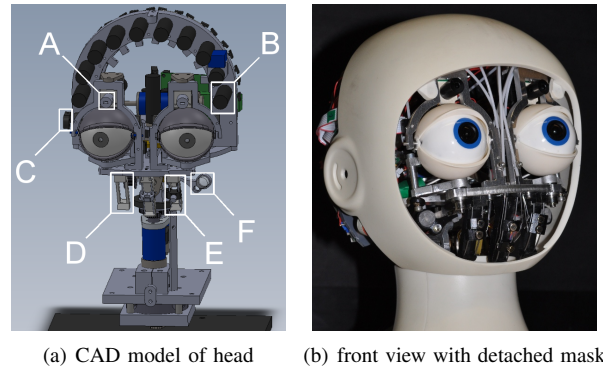 A
B
C
D
E
F
(a) CAD model of head
(b) front view with detached mask